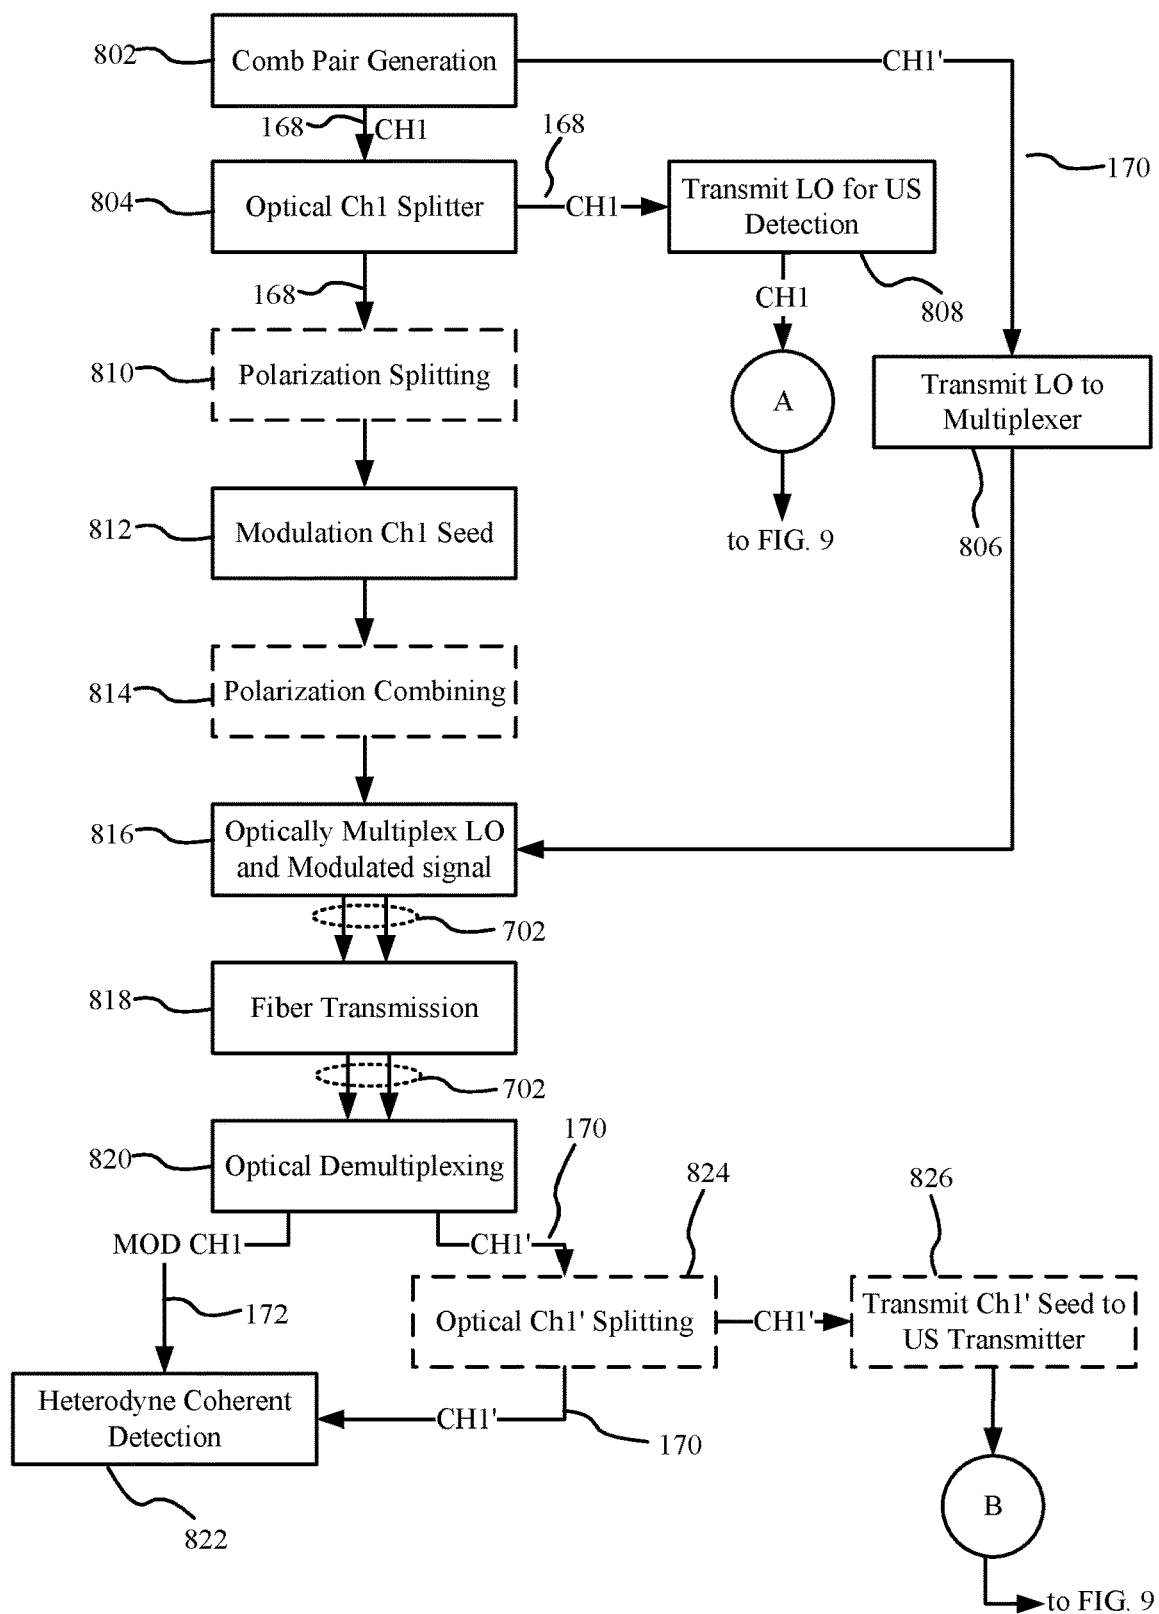 802
Comb Pair Generation
CH1'
168
CH1
168
170
804
Optical Ch1 Splitter
CH1
Transmit LO for US
Detection
168
CH1
808
810
Polarization Splitting
A
Transmit LO to
Multiplexer
812
Modulation Ch1 Seed
to FIG. 9
806
814
Polarization Combining
816
Optically Multiplex LO
and Modulated signal
702
818
Fiber Transmission
702
820
Optical Demultiplexing
170
824
826
MOD CH1
CH1'
172
Optical Ch1' Splitting
CH1'
Transmit Ch1' Seed to
US Transmitter
Heterodyne Coherent
Detection
CH1'
170
822
B
to FIG. 9